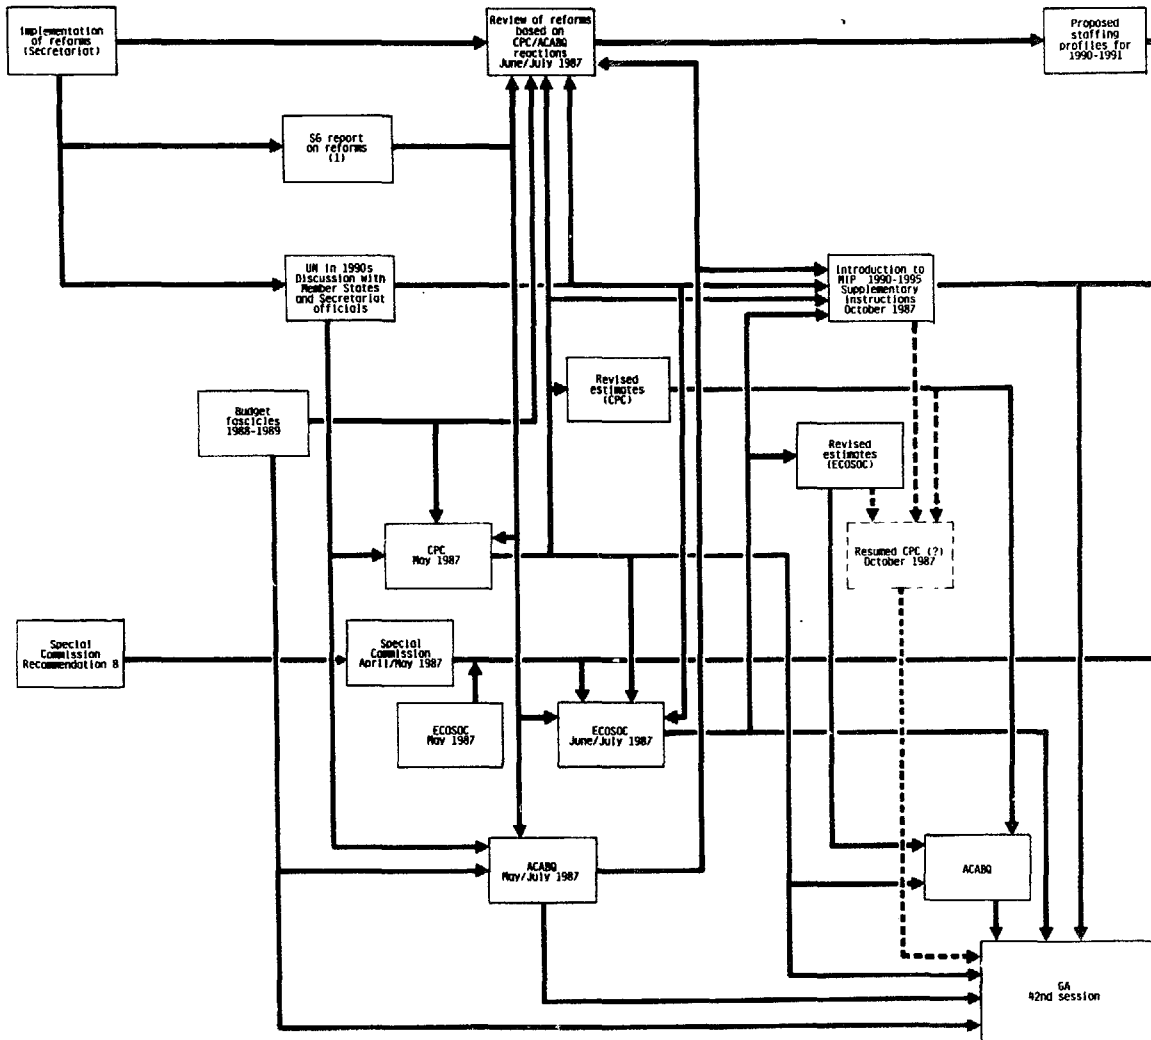 Implementation
of reforms
(Secretariat)
Review of reforms
based on
CPC/ACABQ
reactions
June/July 1987
Proposed
staffing
profiles for
1990-1991
SG report
on reforms
(1)
UN in 1990s
Discussion with
Member States
and Secretariat
officials
Introduction to
MTP 1990-1995
Supplementary
instructions
October 1987
Revised
estimates
(CPC)
Budget
fascicles
1988-1989
Revised
estimates
(ECOSOC)
CPC
May 1987
Resumed CPC (?)
October 1987
Special
Commission
Recommendation 8
Special
Commission
April/May 1987
ECOSOC
May 1987
ECOSOC
June/July 1987
ACABQ
May/July 1987
ACABQ
GA
42nd session